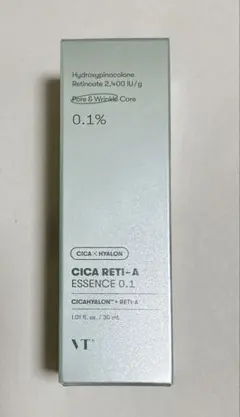 Hydroxypinacolone
Retinoate 2,400 IU/g
Pore & Wrinkle Care
0.1%
CICA × HYALON
CICA RETI-A
ESSENCE 0.1
CICAHYALON™ + RETI-A
1.01 fl. oz. / 30 mL
VT